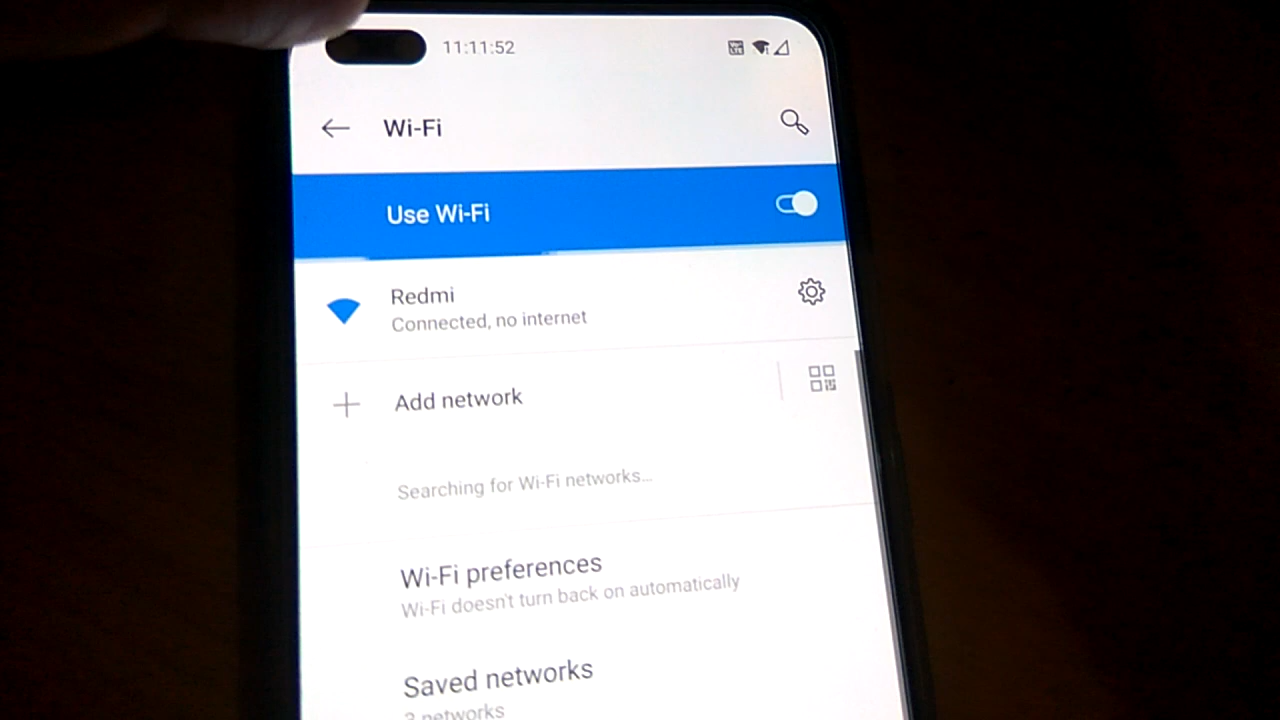 11:11:52
Wi-Fi
Use Wi-Fi
Redmi
Connected, no internet
Add network
Searching for Wi-Fi networks...
Wi-Fi preferences
Wi-Fi doesn't turn back on automatically
Saved networks
networks